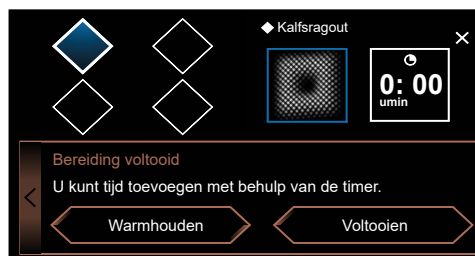 Kalfsragout
0: 00
umin
Bereiding voltooid
U kunt tijd toevoegen met behulp van de timer.
Warmhouden
Voltooien